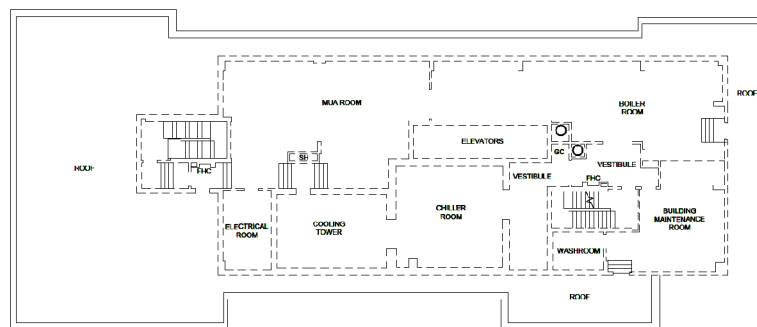 ROOF
MUA ROOM
BOILER
ROOM
ELEVATORS
SH
GC
FHC
ROOF
VESTIBULE
VESTIBULE
FHC
CHILLER
ROOM
ELECTRICAL
ROOM
COOLING
TOWER
BUILDING
MAINTENANCE
ROOM
WASHROOM
ROOF